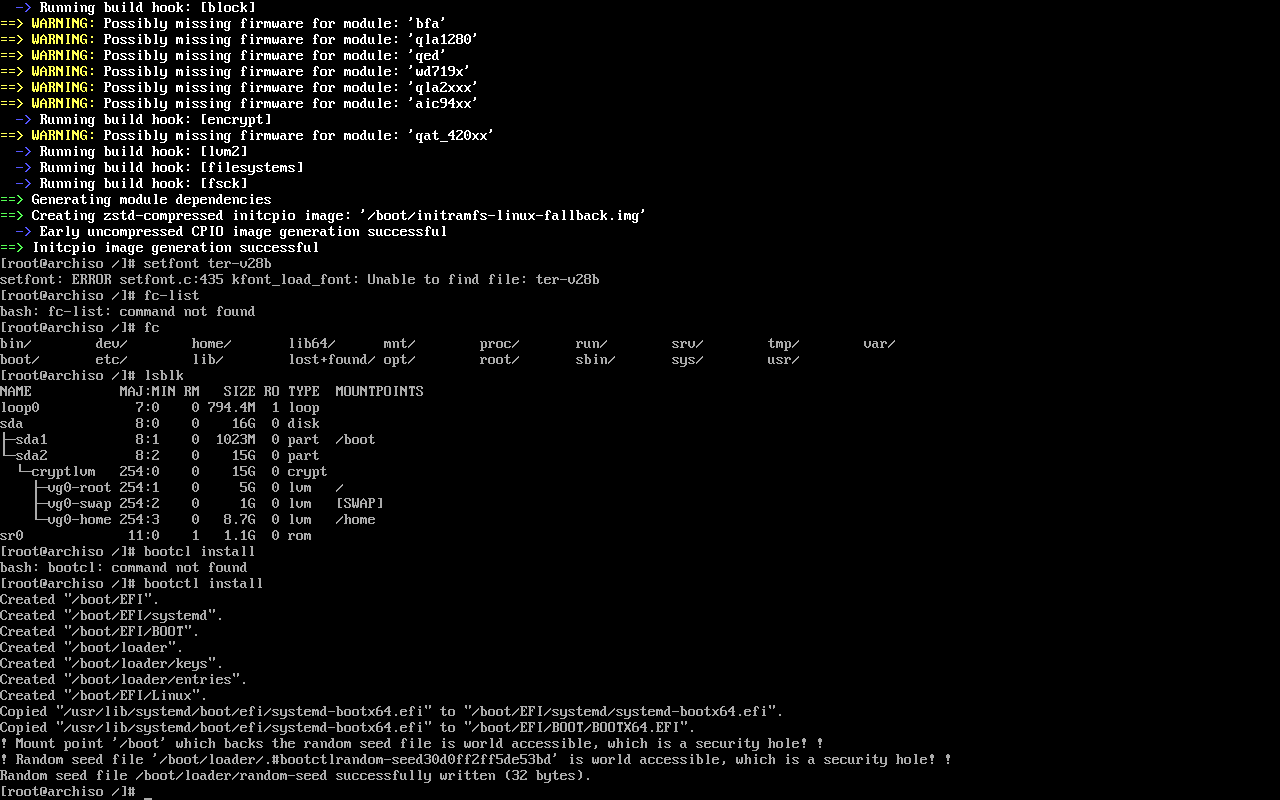 -> Running build hook: [block]
==> WARNING: Possibly missing firmware for module: 'bfa'
==> WARNING: Possibly missing firmware for module: 'qla1280'
==> WARNING: Possibly missing firmware for module: 'qed'
==> WARNING: Possibly missing firmware for module: 'wd719x'
==> WARNING: Possibly missing firmware for module: 'qla2xxx'
==> WARNING: Possibly missing firmware for module: 'aic94xx'
  -> Running build hook: [encrypt]
==> WARNING: Possibly missing firmware for module: 'qat_420xx'
  -> Running build hook: [lvm2]
  -> Running build hook: [filesystems]
  -> Running build hook: [fsck]
==> Generating module dependencies
==> Creating zstd-compressed initcpio image: '/boot/initramfs-linux-fallback.img'
  -> Early uncompressed CPIO image generation successful
==> Initcpio image generation successful
[root@archiso /]# setfont ter-v28b
setfont: ERROR setfont.c:435 kfont_load_font: Unable to find file: ter-v28b
[root@archiso /]# fc-list
bash: fc-list: command not found
[root@archiso /]# fc
bin/        dev/        home/       lib64/      mnt/        proc/       run/        srv/        tmp/        var/
boot/       etc/        lib/        lost+found/ opt/        root/       sbin/       sys/        usr/
[root@archiso /]# lsblk
NAME           MAJ:MIN RM   SIZE RO TYPE  MOUNTPOINTS
loop0            7:0    0 794.4M  1 loop
sda              8:0    0    16G  0 disk
├─sda1           8:1    0  1023M  0 part  /boot
└─sda2           8:2    0    15G  0 part
  └─cryptlvm   254:0    0    15G  0 crypt
    ├─vg0-root 254:1    0     5G  0 lvm   /
    ├─vg0-swap 254:2    0     1G  0 lvm   [SWAP]
    └─vg0-home 254:3    0   8.7G  0 lvm   /home
sr0             11:0    1   1.1G  0 rom
[root@archiso /]# bootcl install
bash: bootcl: command not found
[root@archiso /]# bootctl install
Created "/boot/EFI".
Created "/boot/EFI/systemd".
Created "/boot/EFI/BOOT".
Created "/boot/loader".
Created "/boot/loader/keys".
Created "/boot/loader/entries".
Created "/boot/EFI/Linux".
Copied "/usr/lib/systemd/boot/efi/systemd-bootx64.efi" to "/boot/EFI/systemd/systemd-bootx64.efi".
Copied "/usr/lib/systemd/boot/efi/systemd-bootx64.efi" to "/boot/EFI/BOOT/BOOTX64.EFI".
! Mount point '/boot' which backs the random seed file is world accessible, which is a security hole! !
! Random seed file '/boot/loader/.#bootctlrandom-seed30d0ff2ff5de53bd' is world accessible, which is a security hole! !
Random seed file /boot/loader/random-seed successfully written (32 bytes).
[root@archiso /]# _